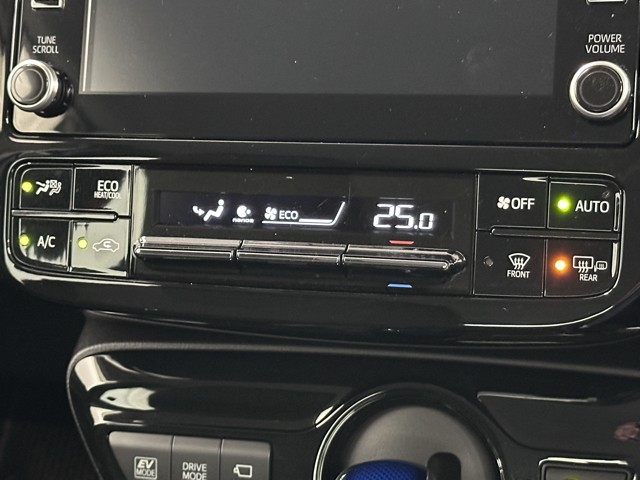 TUNE
SCROLL
POWER
VOLUME
ECO
HEAT/COOL
A/C
nanoe
ECO
25.0
OFF
AUTO
FRONT
REAR
EV
MODE
DRIVE
MODE